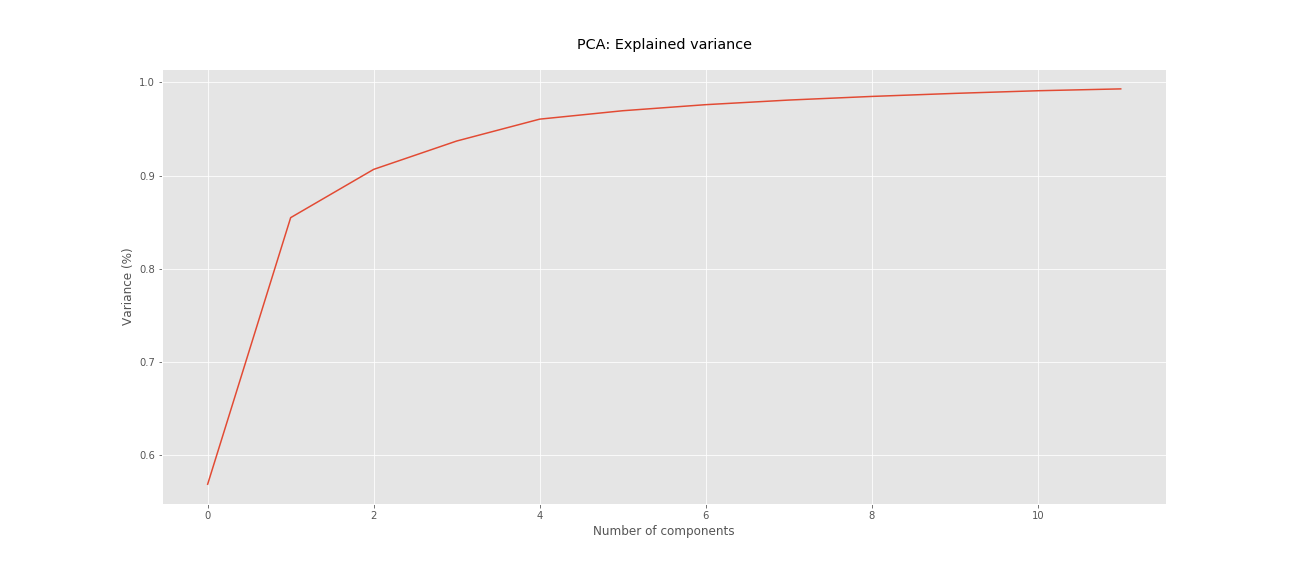 PCA: Explained variance
1.0
0.9
0.8
0.7
0.6
Variance (%)
0 2 4 6 8 10
Number of components